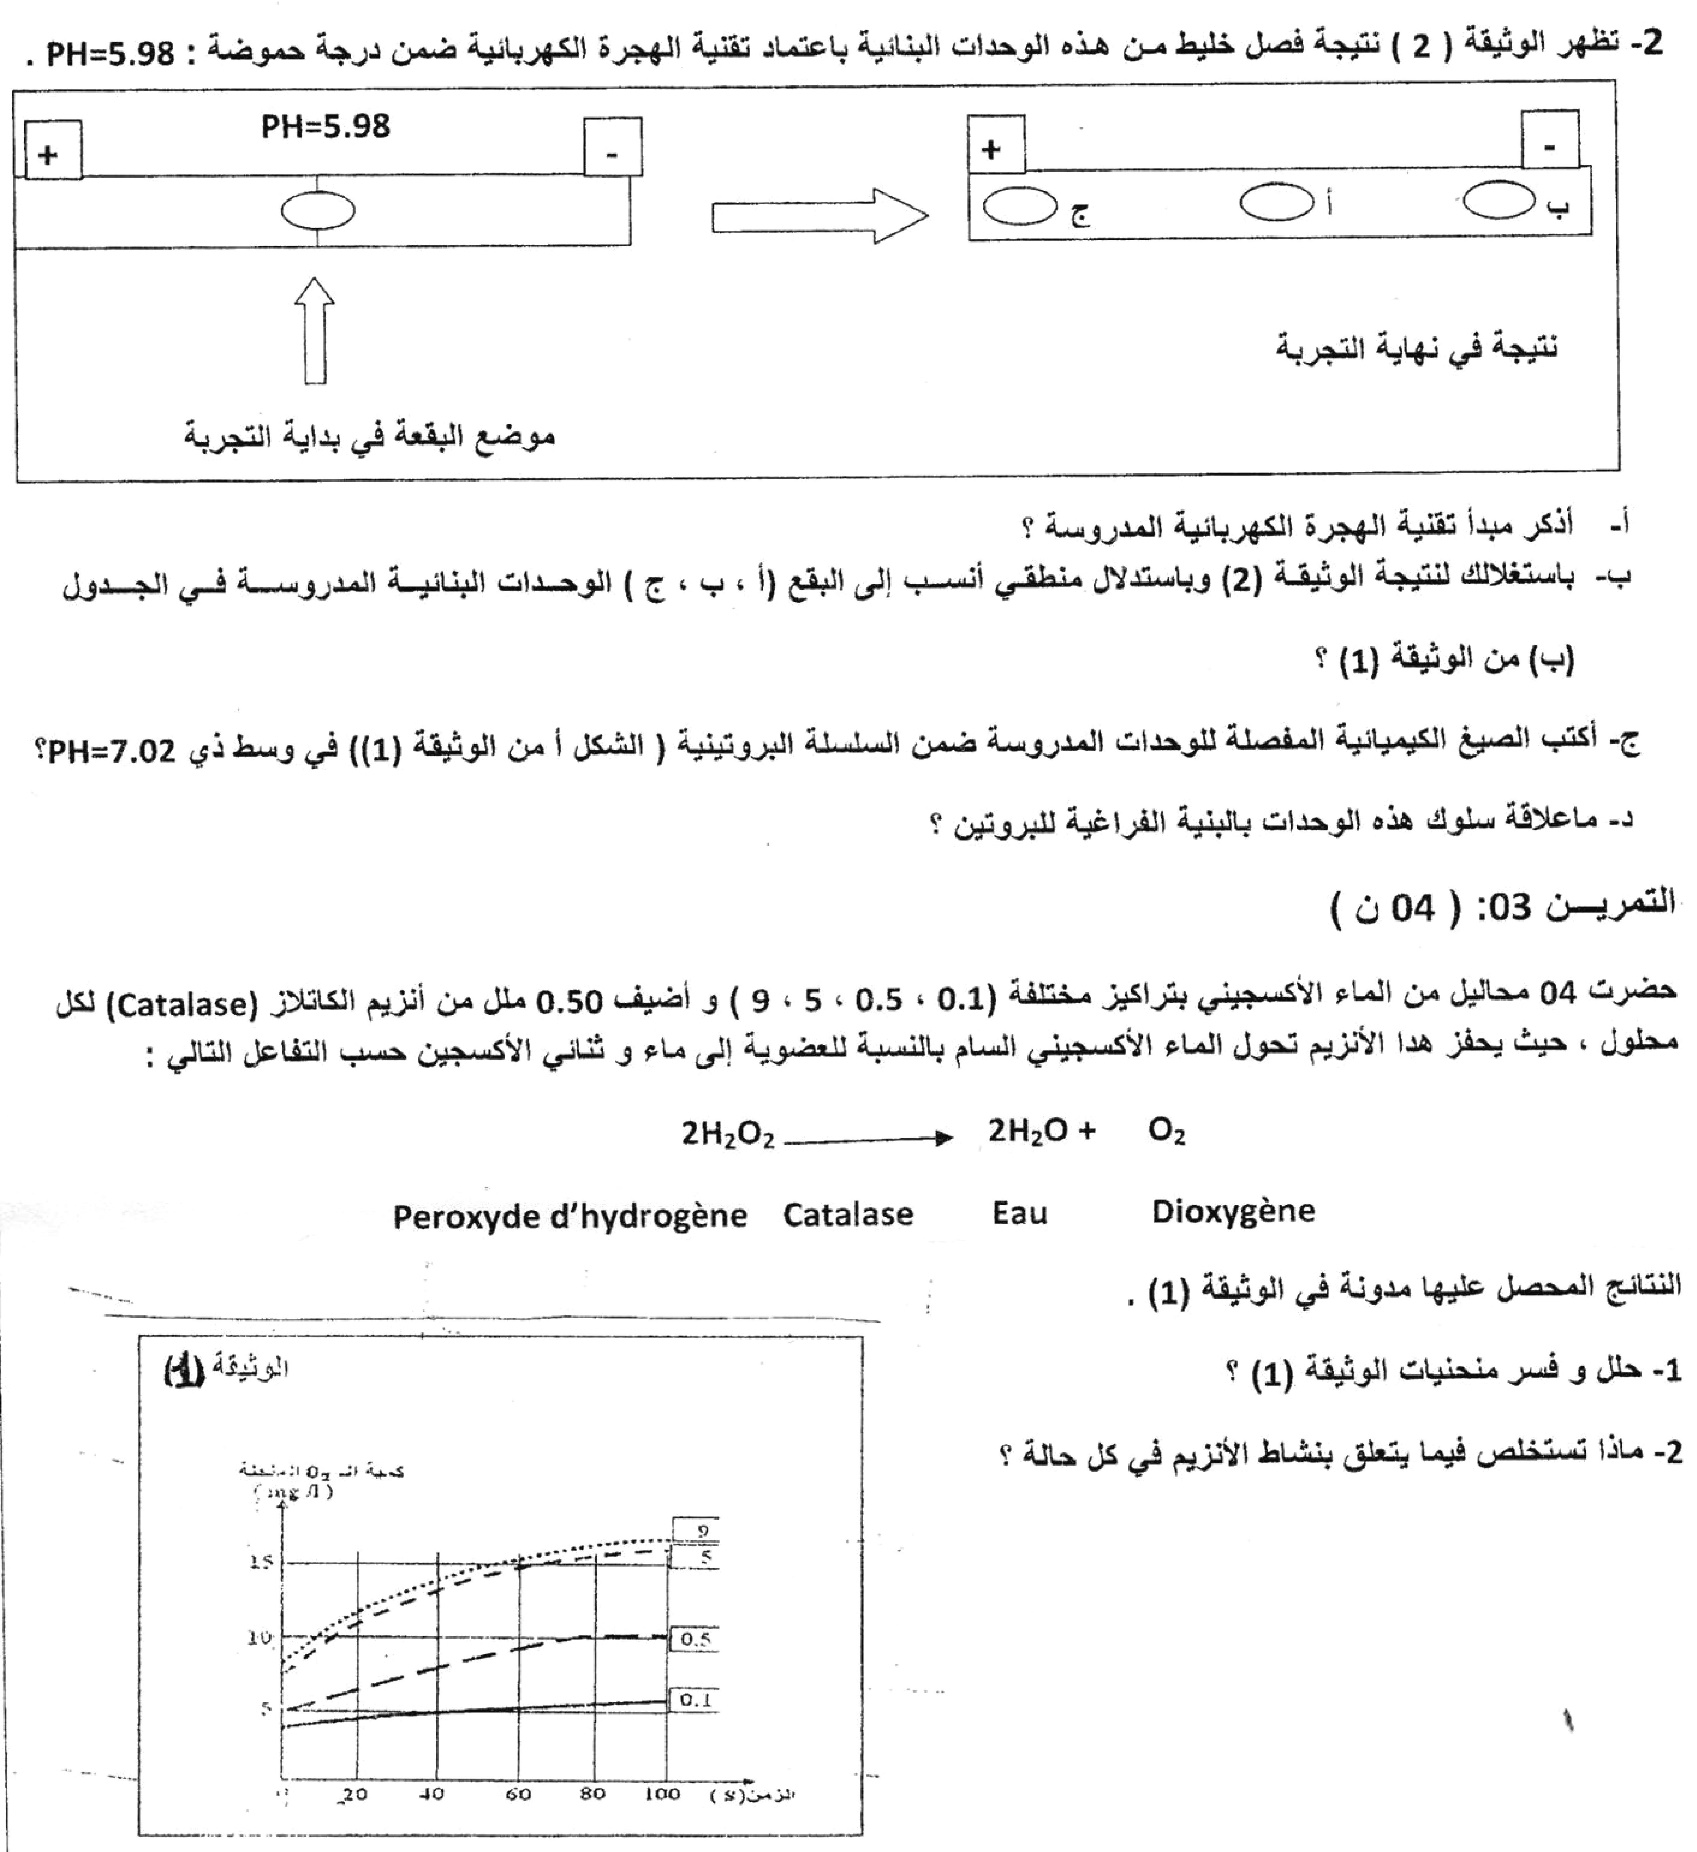 2- تظهر الوثيقة ( 2 ) نتيجة فصل خليط من هذه الوحدات البنائية باعتماد تقنية الهجرة الكهربائية ضمن درجة حموضة : PH=5.98 .
PH=5.98
+
-
+
-
ج
أ
ب
نتيجة في نهاية التجربة
موضع البقعة في بداية التجربة
أ- أذكر مبدأ تقنية الهجرة الكهربائية المدروسة ؟
ب- باستغلالك لنتيجة الوثيقة (2) وباستدلال منطقي أنسب إلى البقع (أ ، ب ، ج ) الوحدات البنائية المدروسة في الجدول
(ب) من الوثيقة (1) ؟
ج- أكتب الصيغ الكيميائية المفصلة للوحدات المدروسة ضمن السلسلة البروتينية ( الشكل أ من الوثيقة (1)) في وسط ذي PH=7.02؟
د- ماعلاقة سلوك هذه الوحدات بالبنية الفراغية للبروتين ؟
التمريـن 03: ( 04 ن )
حضرت 04 محاليل من الماء الأكسجيني بتراكيز مختلفة (0.1 ، 0.5 ، 5 ، 9 ) و أضيف 0.50 ملل من أنزيم الكاتلاز (Catalase) لكل
محلول ، حيث يحفز هدا الأنزيم تحول الماء الأكسجيني السام بالنسبة للعضوية إلى ماء و ثنائي الأكسجين حسب التفاعل التالي :
2H₂O₂ → 2H₂O + O₂
Peroxyde d'hydrogène Catalase Eau Dioxygène
النتائج المحصل عليها مدونة في الوثيقة (1) .
1- حلل و فسر منحنيات الوثيقة (1) ؟
2- ماذا تستخلص فيما يتعلق بنشاط الأنزيم في كل حالة ؟
الوثيقة (1)
كمية الـ O₂
(mg /l)
9
5
15
10
0.5
5
0.1
20 40 60 80 100 الزمن(s)